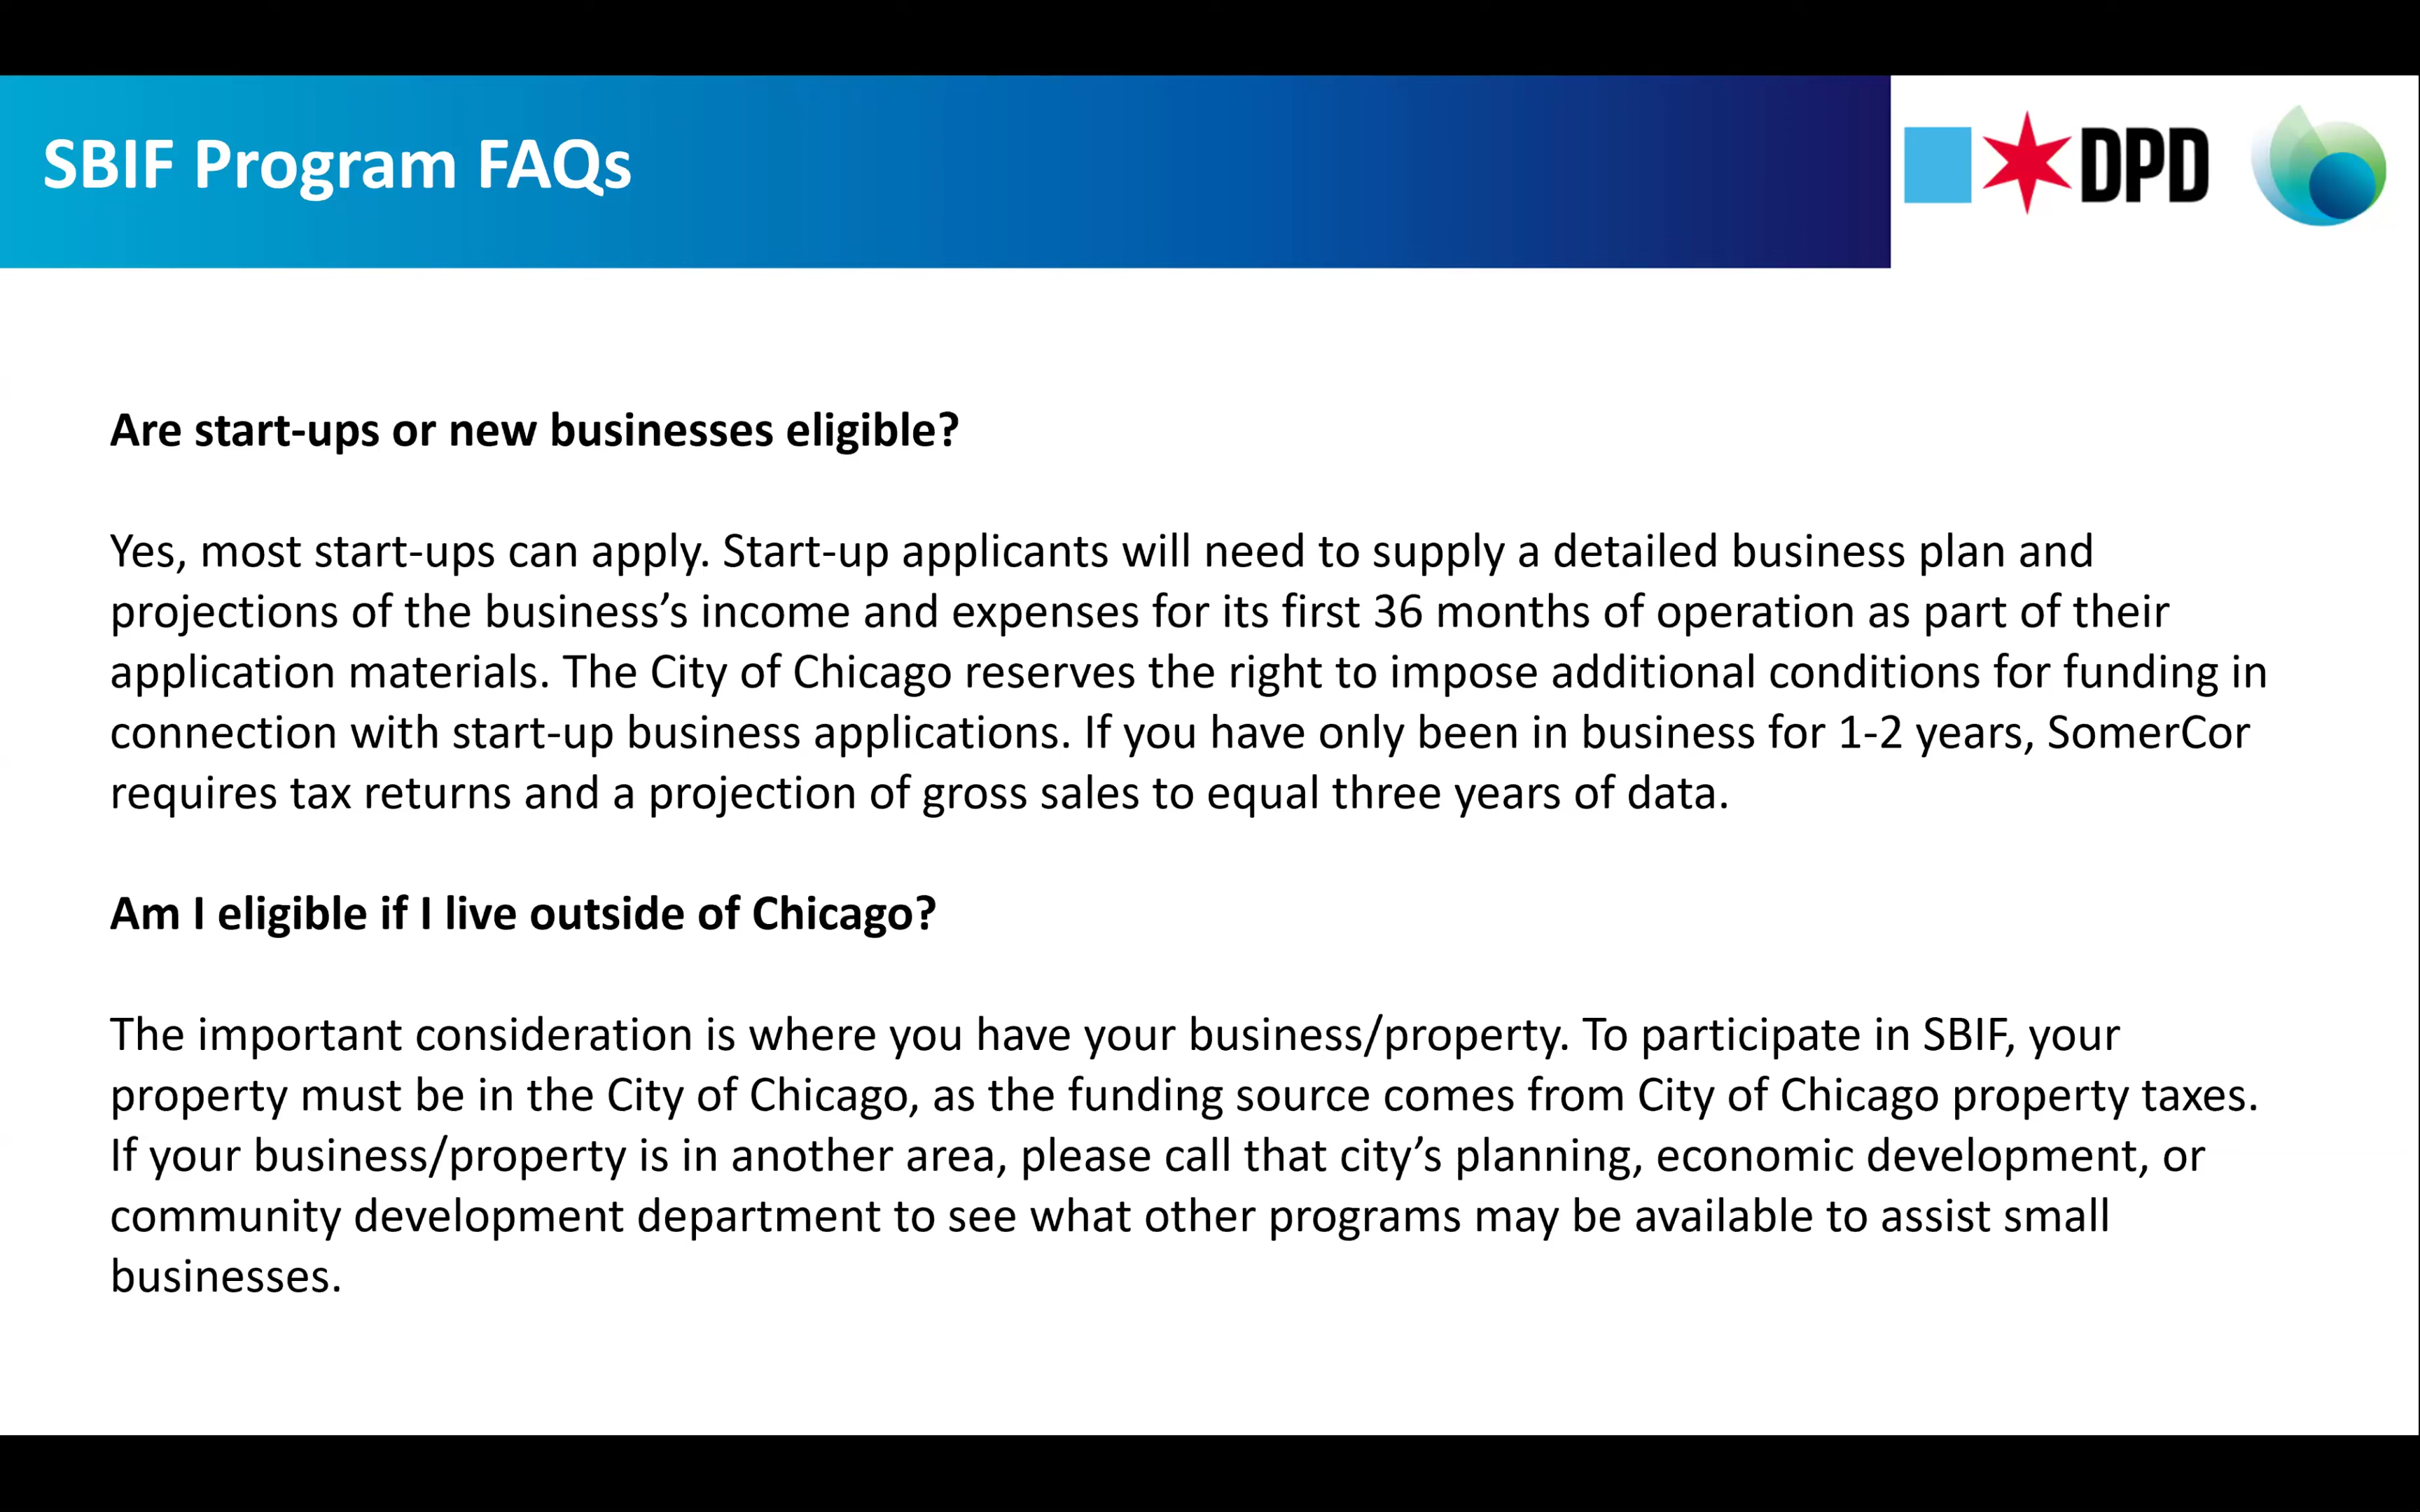 SBIF Program FAQs
DPD
Are start-ups or new businesses eligible?
Yes, most start-ups can apply. Start-up applicants will need to supply a detailed business plan and
projections of the business’s income and expenses for its first 36 months of operation as part of their
application materials. The City of Chicago reserves the right to impose additional conditions for funding in
connection with start-up business applications. If you have only been in business for 1-2 years, SomerCor
requires tax returns and a projection of gross sales to equal three years of data.
Am I eligible if I live outside of Chicago?
The important consideration is where you have your business/property. To participate in SBIF, your
property must be in the City of Chicago, as the funding source comes from City of Chicago property taxes.
If your business/property is in another area, please call that city’s planning, economic development, or
community development department to see what other programs may be available to assist small
businesses.